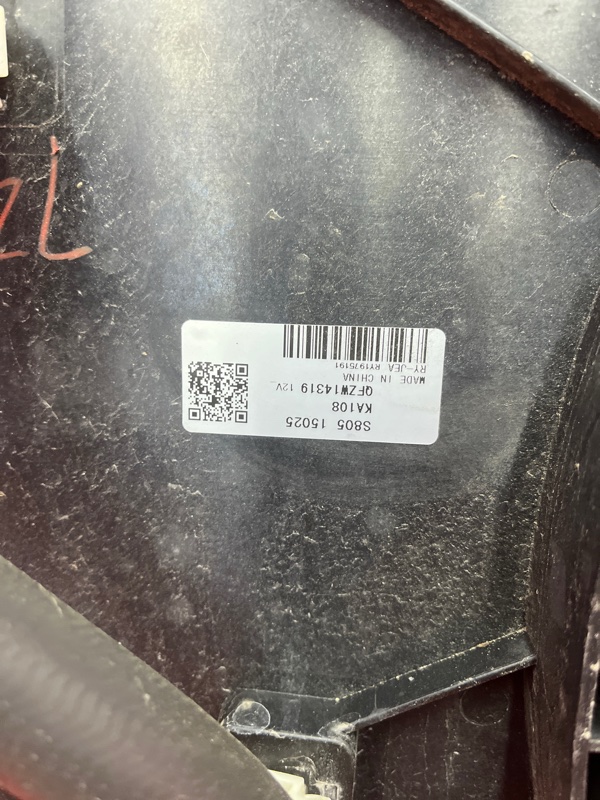 S805 15025
KA108
QFZW14319 12V
MADE IN CHINA
RY-JEA RY1975191